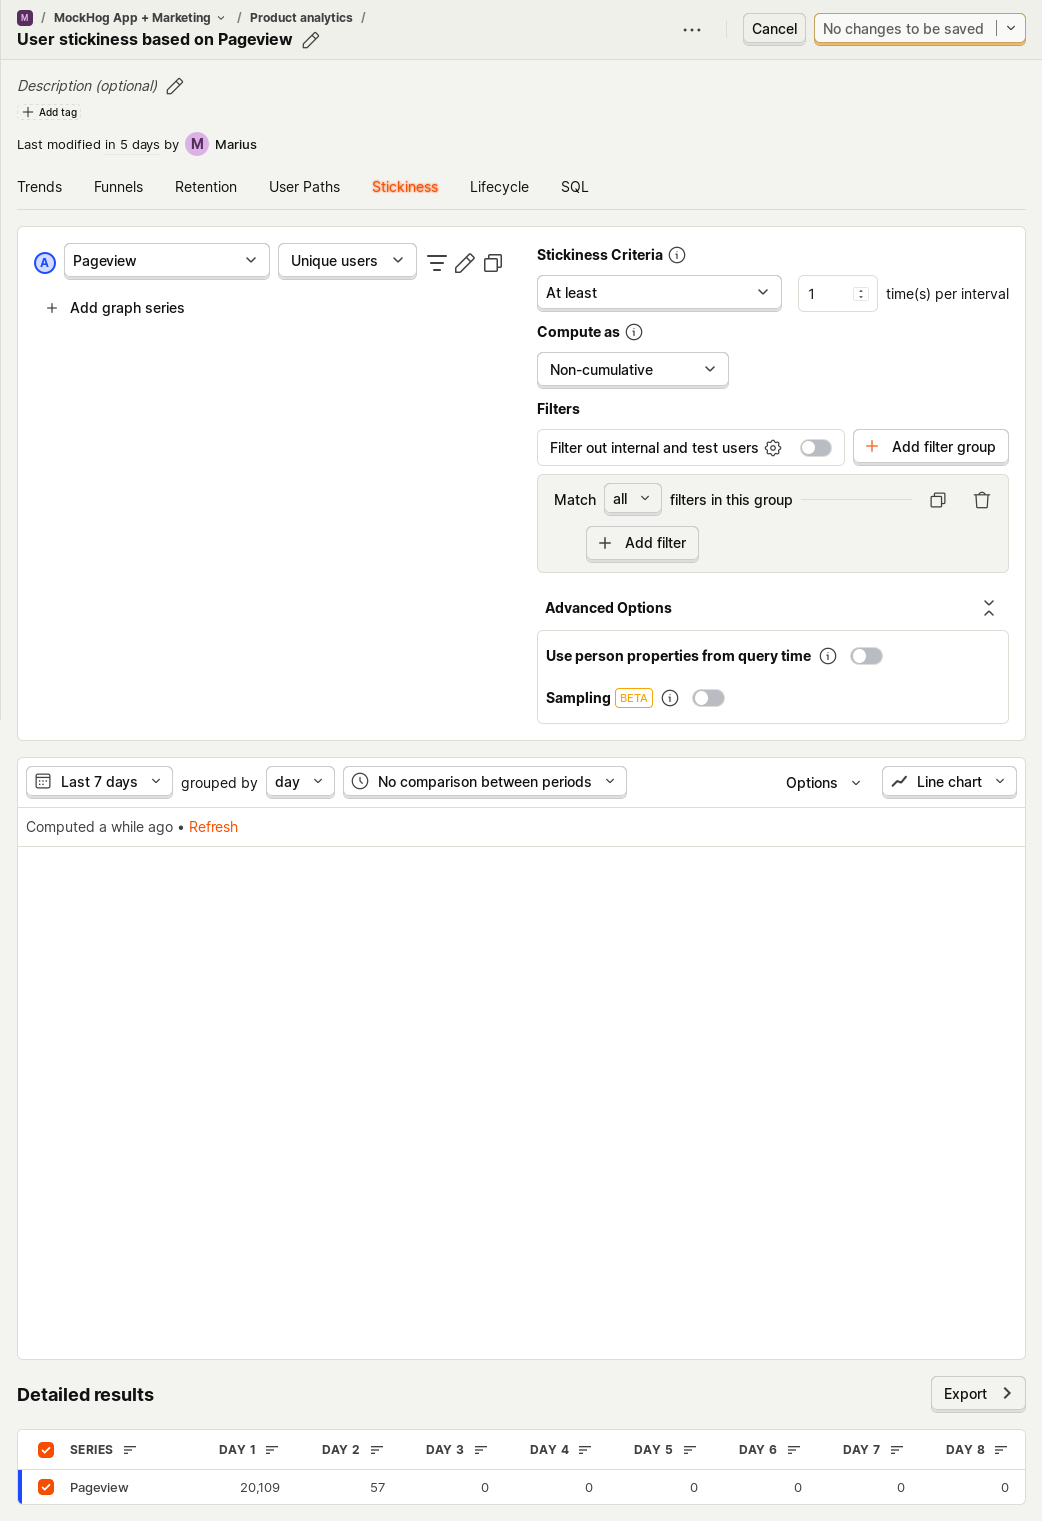 M / MockHog App + Marketing / Product analytics /
User stickiness based on Pageview
Cancel
No changes to be saved
Description (optional)
Add tag
Last modified in 5 days by M Marius
Trends Funnels Retention User Paths Stickiness Lifecycle SQL
A Pageview Unique users
Add graph series
Stickiness Criteria
At least 1 time(s) per interval
Compute as
Non-cumulative
Filters
Filter out internal and test users Add filter group
Match all filters in this group
Add filter
Advanced Options
Use person properties from query time
Sampling BETA
Last 7 days grouped by day No comparison between periods Options Line chart
Computed a while ago • Refresh
Detailed results
Export
SERIES DAY 1 DAY 2 DAY 3 DAY 4 DAY 5 DAY 6 DAY 7 DAY 8
Pageview 20,109 57 0 0 0 0 0 0